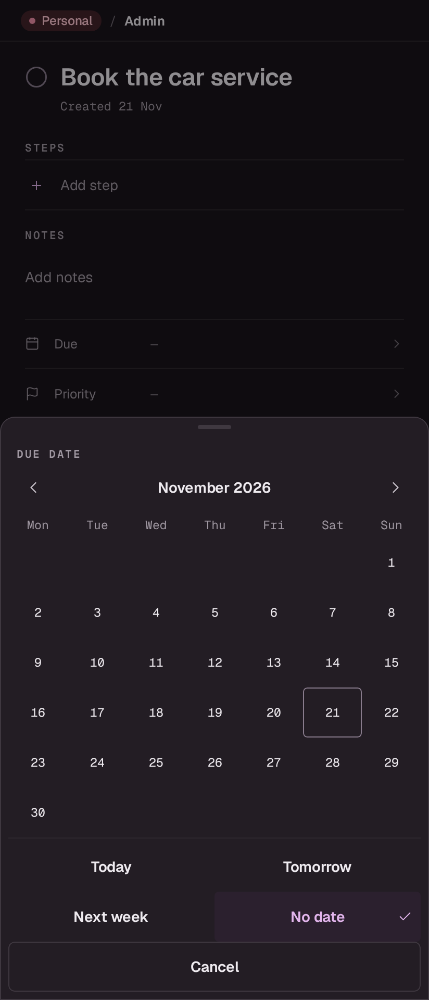 Personal / Admin
Book the car service
Created 21 Nov
STEPS
Add step
NOTES
Add notes
Due —
Priority —
DUE DATE
November 2026
Mon Tue Wed Thu Fri Sat Sun
1
2 3 4 5 6 7 8
9 10 11 12 13 14 15
16 17 18 19 20 21 22
23 24 25 26 27 28 29
30
Today Tomorrow
Next week No date
Cancel